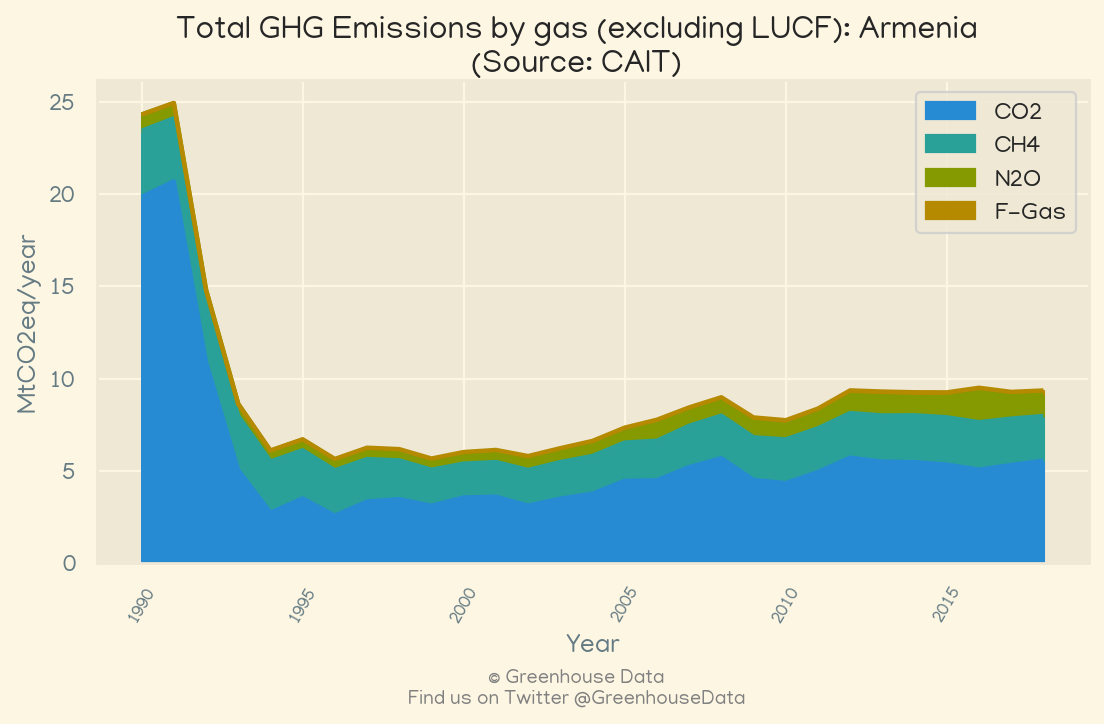 Total GHG Emissions by gas (excluding LUCF): Armenia
(Source: CAIT)
CO2
CH4
N2O
F-Gas
MtCO2eq/year
25
20
15
10
5
0
1990
1995
2000
2005
2010
2015
Year
© Greenhouse Data
Find us on Twitter @GreenhouseData